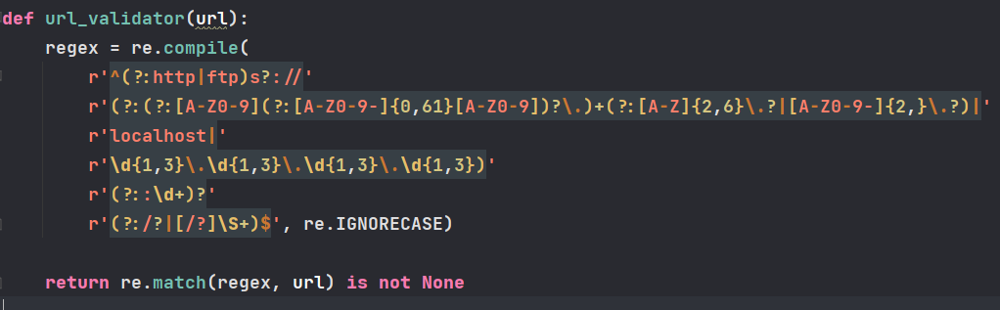 def url_validator(url):
    regex = re.compile(
        r'^(?:http|ftp)s?://'
        r'(?:(?:[A-Z0-9](?:[A-Z0-9-]{0,61}[A-Z0-9])?\.)+(?:[A-Z]{2,6}\.?|[A-Z0-9-]{2,}\.?)|'
        r'localhost|'
        r'\d{1,3}\.\d{1,3}\.\d{1,3}\.\d{1,3})'
        r'(?::\d+)?'
        r'(?:/?|[/?]\S+)$', re.IGNORECASE)
    return re.match(regex, url) is not None